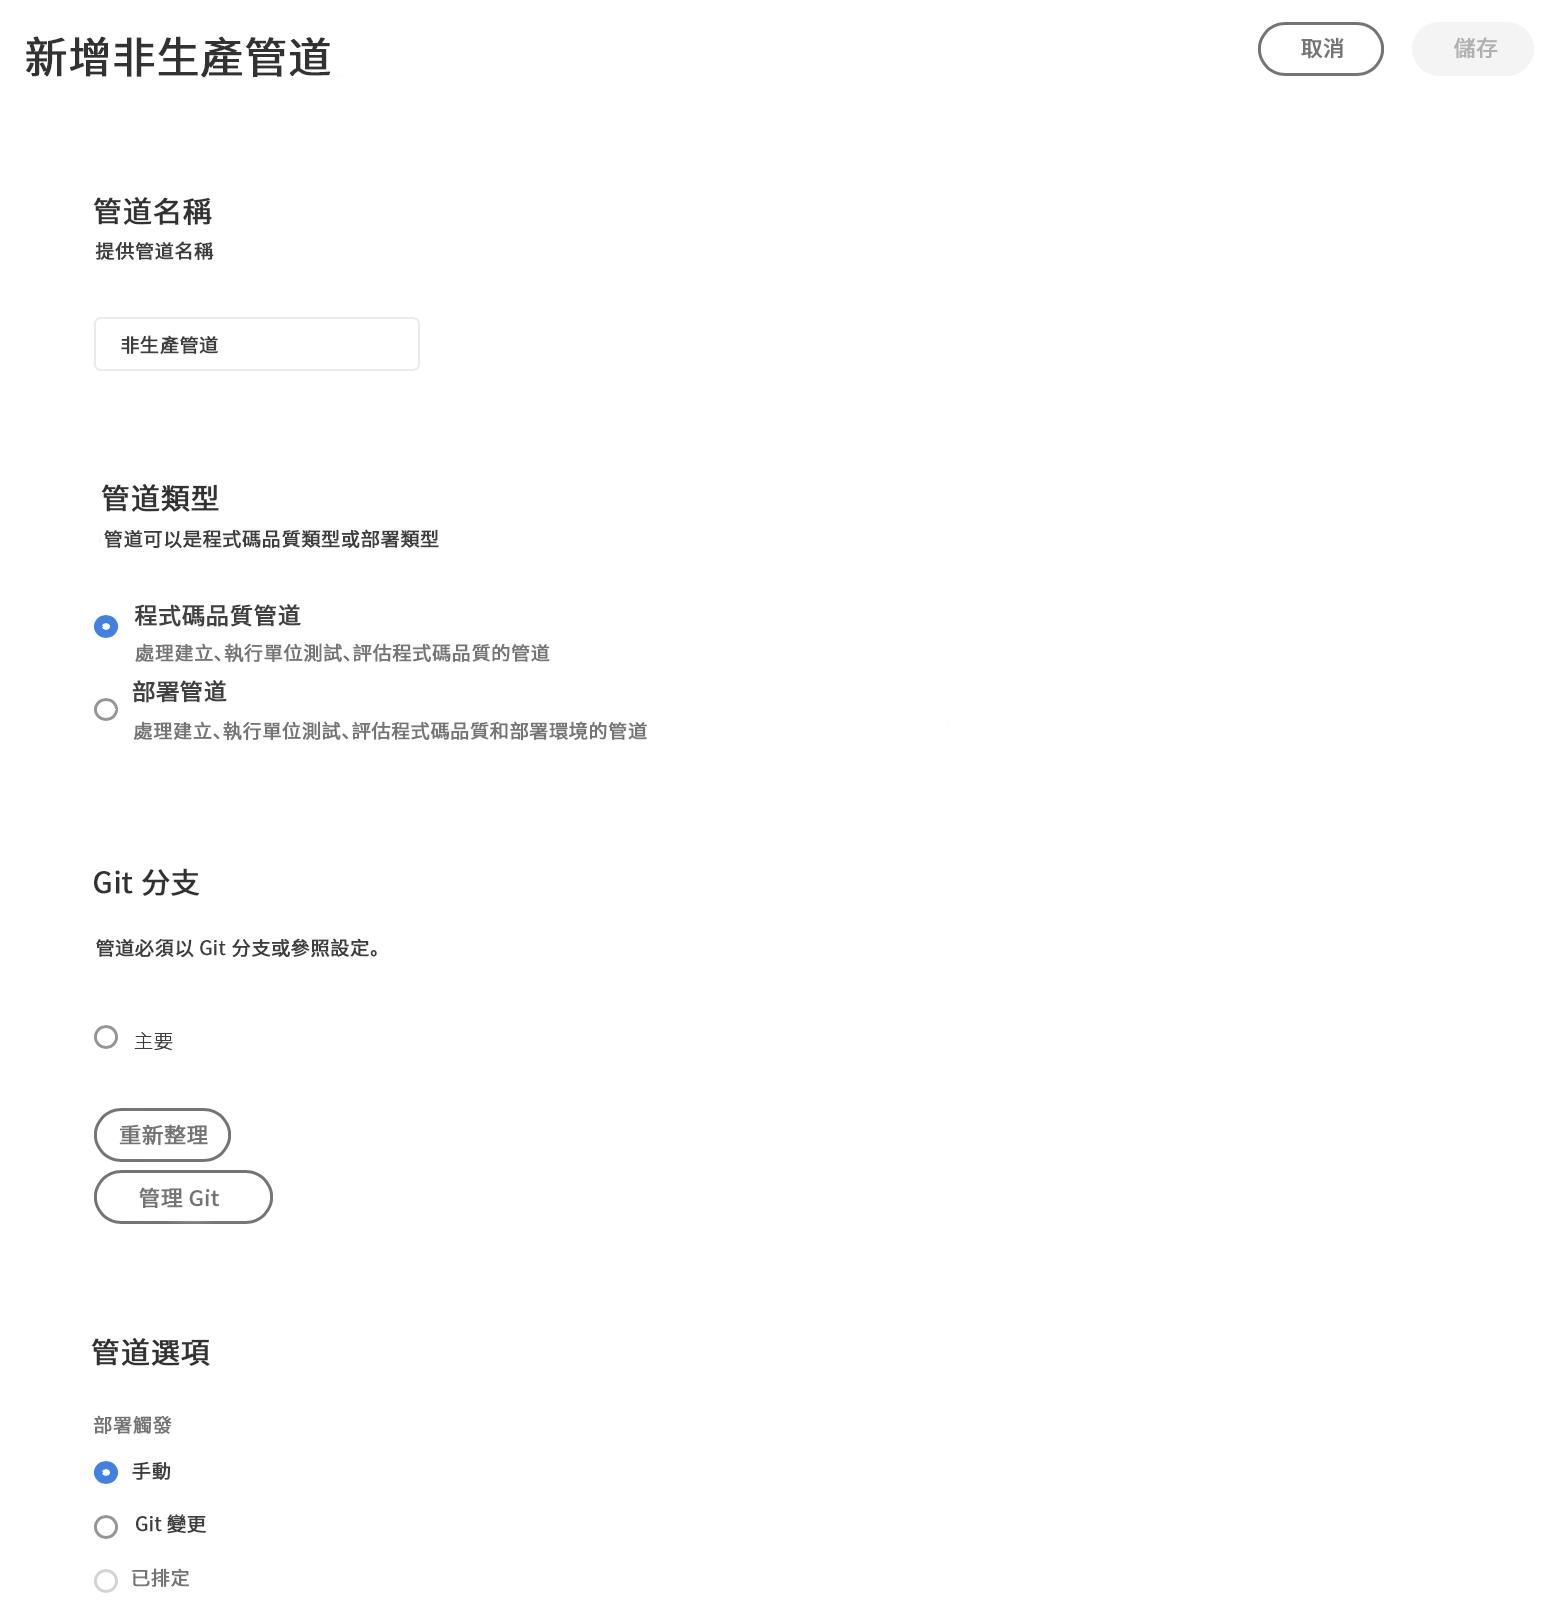 新增非生產管道
取消
儲存
管道名稱
提供管道名稱
非生產管道
管道類型
管道可以是程式碼品質類型或部署類型
程式碼品質管道
處理建立、執行單位測試、評估程式碼品質的管道
部署管道
處理建立、執行單位測試、評估程式碼品質和部署環境的管道
Git 分支
管道必須以 Git 分支或參照設定。
主要
重新整理
管理 Git
管道選項
部署觸發
手動
Git 變更
已排定